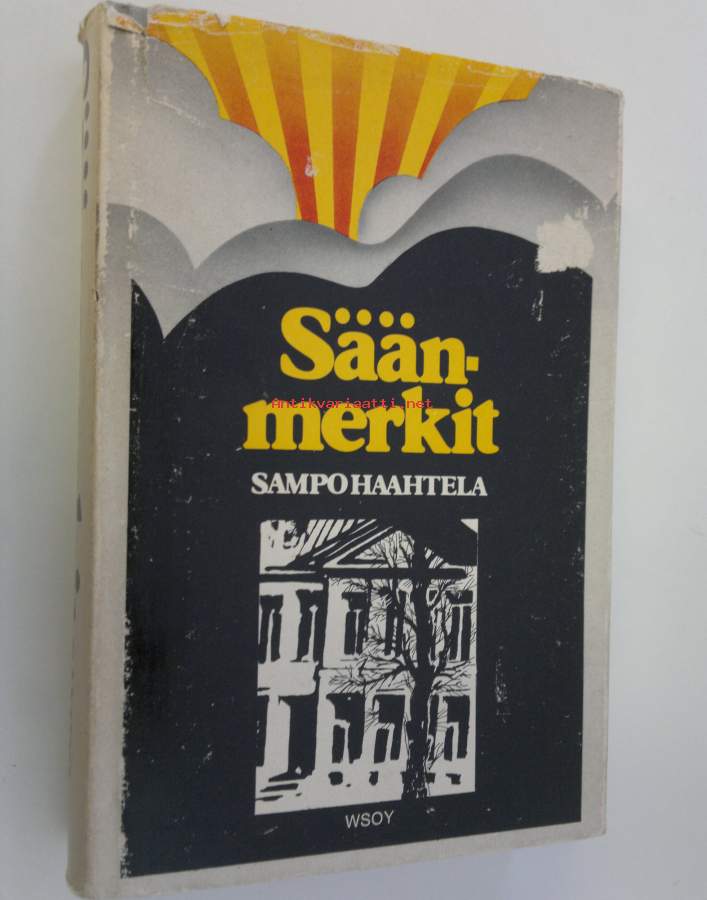 Sään-
merkit
Antikvariaatti.net
SAMPO HAAHTELA
WSOY